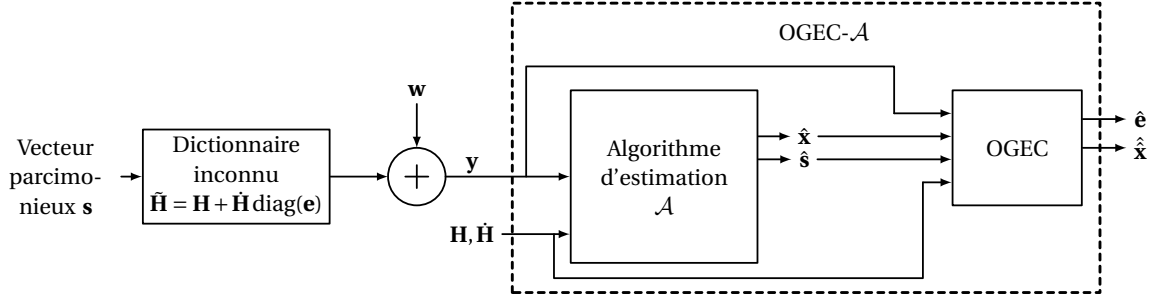 OGEC-𝒜
w
Vecteur
parcimo-
nieux s
Dictionnaire
inconnu
H̃ = H + Ḣ diag(e)
+
y
H, Ḣ
Algorithme
d'estimation
𝒜
x̂
ŝ
OGEC
ê
x̂̂